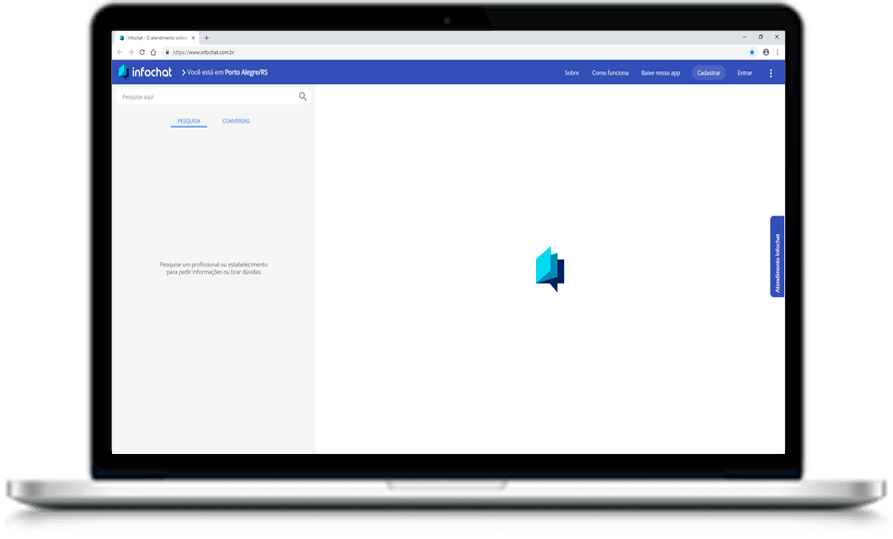 Infochat - O atendimento online
https://www.infochat.com.br
infochat
Você está em Porto Alegre/RS
Sobre
Como funciona
Baixe nosso app
Cadastrar
Entrar
Pesquise aqui
PESQUISA
CONVERSAS
Pesquise um profissional ou estabelecimento
para pedir informações ou tirar dúvidas
Atendimento Infochat